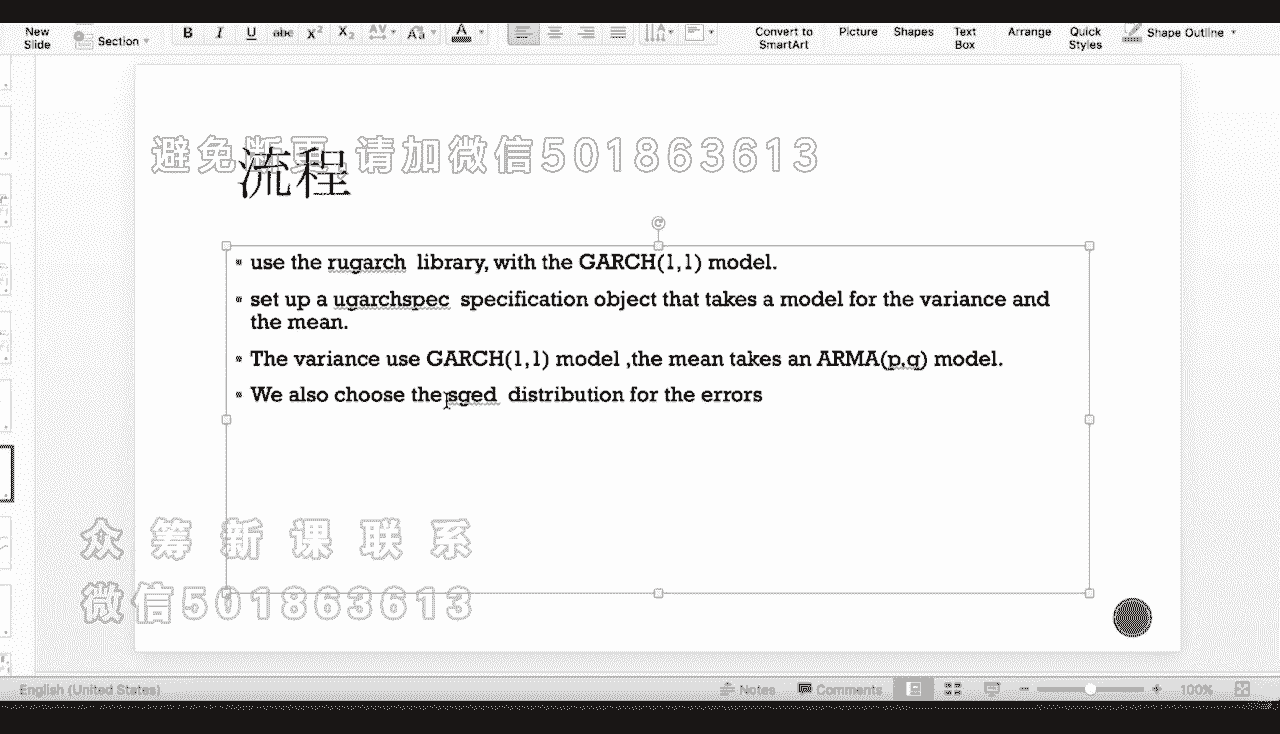 New Slide
Section
B I U abc X² X₂ AV Aa A
Convert to SmartArt
Picture
Shapes
Text Box
Arrange
Quick Styles
Shape Outline
避免断更,请加微信501863613
流程
use the rugarch library, with the GARCH(1,1) model.
set up a ugarchspec specification object that takes a model for the variance and
the mean.
The variance use GARCH(1,1) model ,the mean takes an ARMA(p,q) model.
We also choose the sged distribution for the errors
众筹新课联系
微信501863613
English (United States)
Notes
Comments
100%